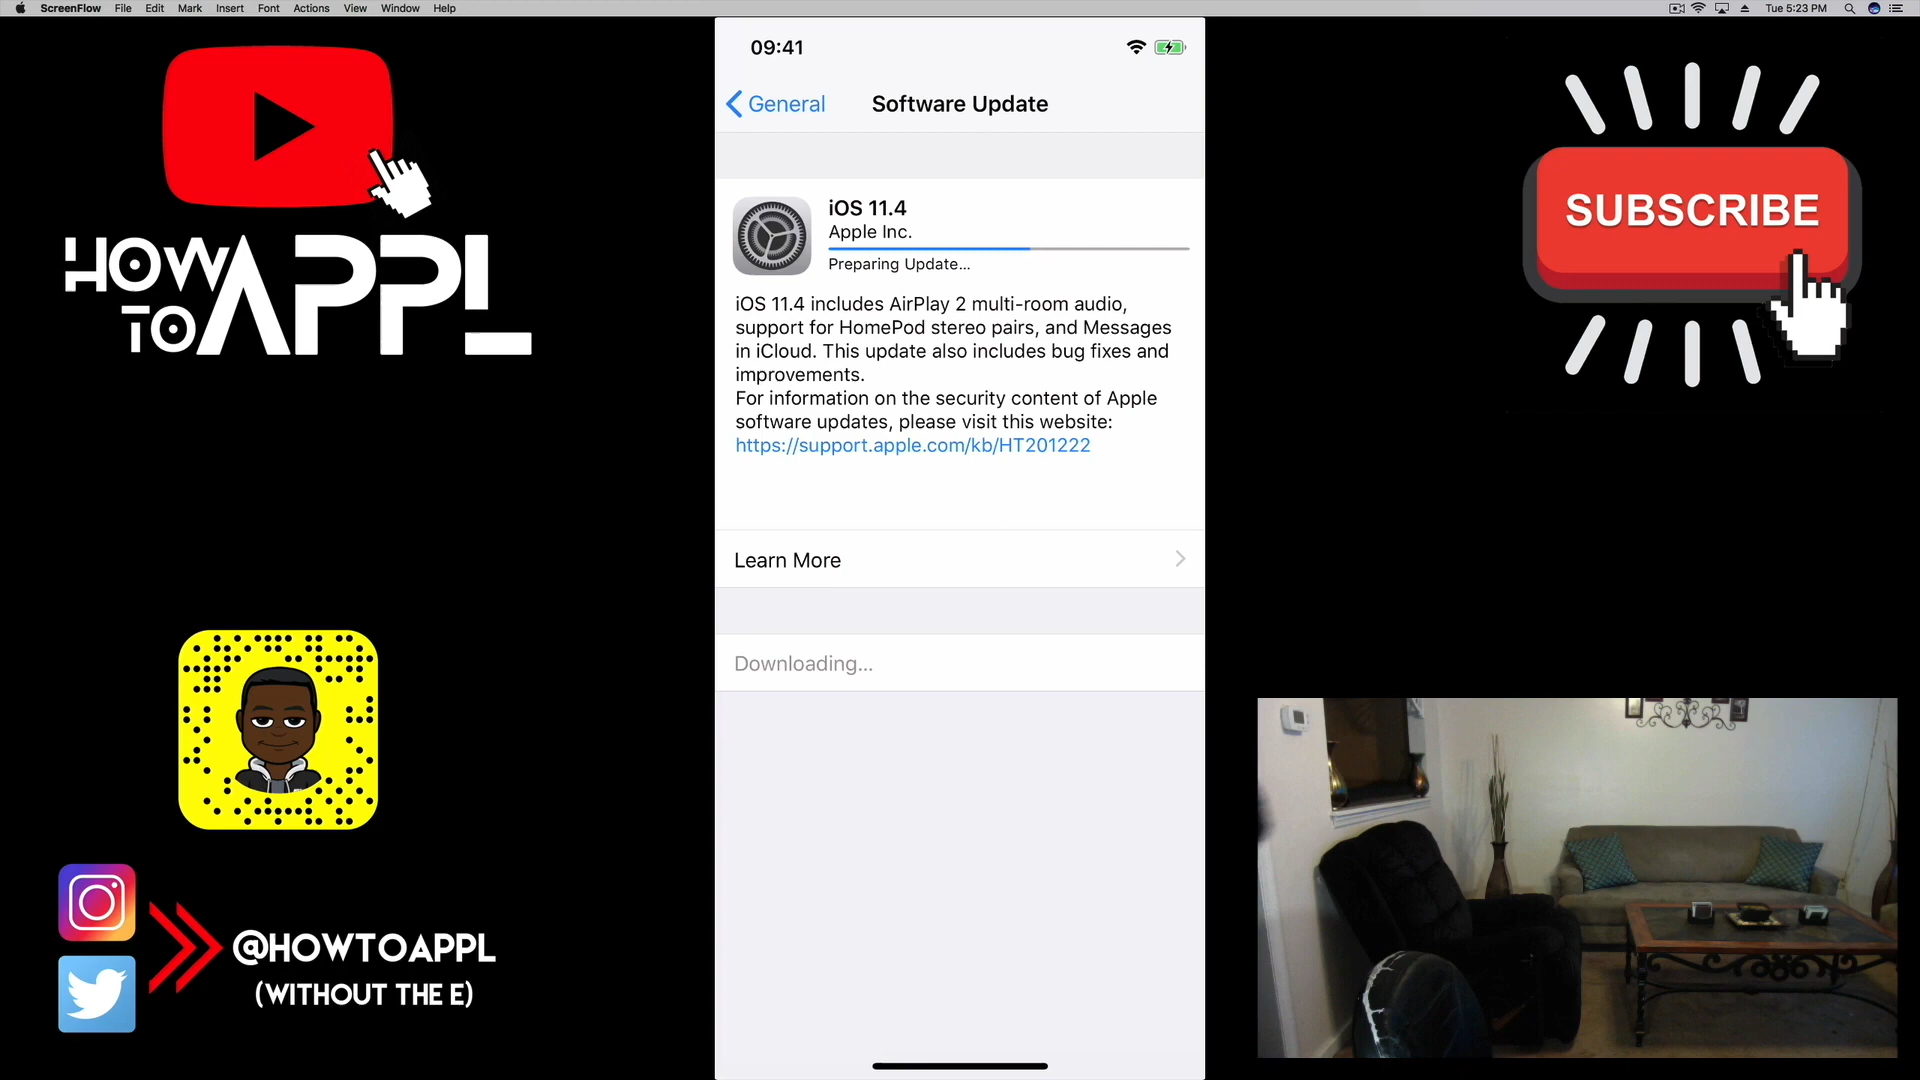 ScreenFlow File Edit Mark Insert Font Actions View Window Help Tue 5:23 PM
09:41
General Software Update
iOS 11.4
Apple Inc.
Preparing Update...
iOS 11.4 includes AirPlay 2 multi-room audio,
support for HomePod stereo pairs, and Messages
in iCloud. This update also includes bug fixes and
improvements.
For information on the security content of Apple
software updates, please visit this website:
https://support.apple.com/kb/HT201222
Learn More
Downloading...
HOW
TO APPL
SUBSCRIBE
@HOWTOAPPL
(WITHOUT THE E)